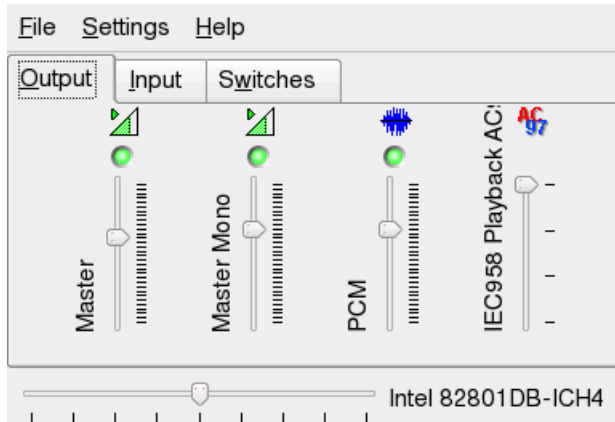 File Settings Help
Output Input Switches
Master
Master Mono
PCM
IEC958 Playback AC
AC
97
Intel 82801DB-ICH4